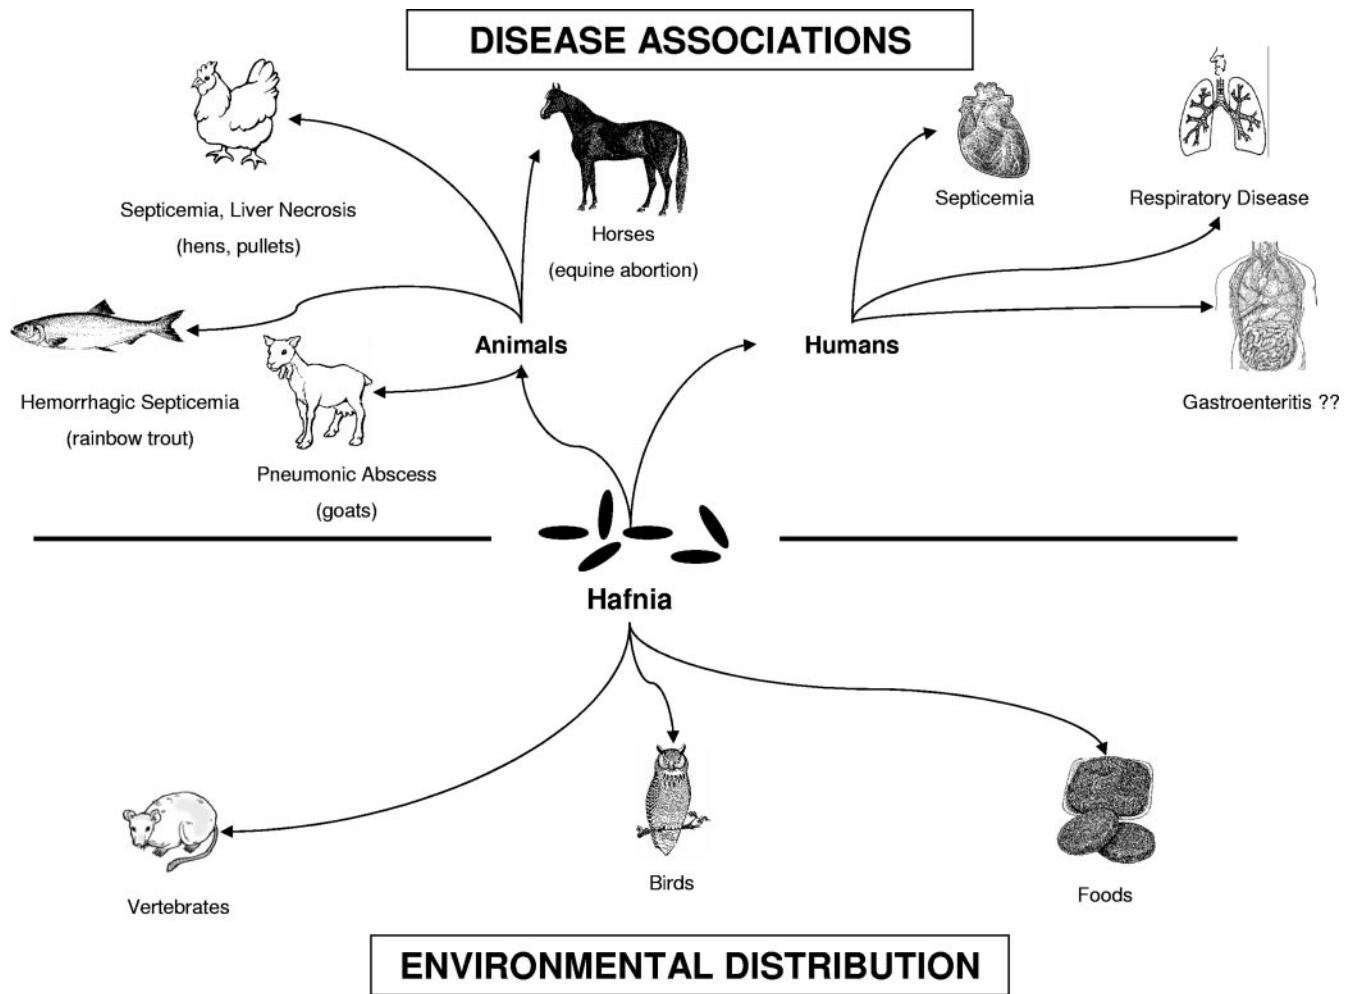 DISEASE ASSOCIATIONS
Septicemia, Liver Necrosis
(hens, pullets)
Horses
(equine abortion)
Septicemia
Respiratory Disease
Animals
Humans
Hemorrhagic Septicemia
(rainbow trout)
Pneumonic Abscess
(goats)
Gastroenteritis ??
Hafnia
Vertebrates
Birds
Foods
ENVIRONMENTAL DISTRIBUTION